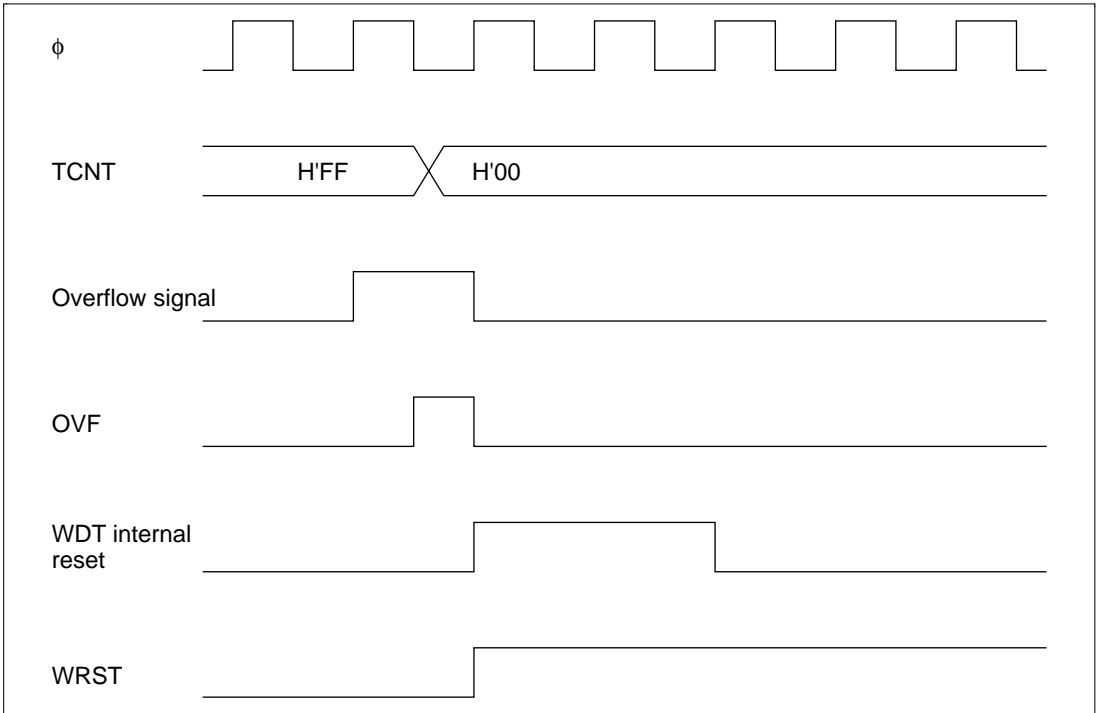 ϕ
TCNT H'FF H'00
Overflow signal
OVF
WDT internal
reset
WRST